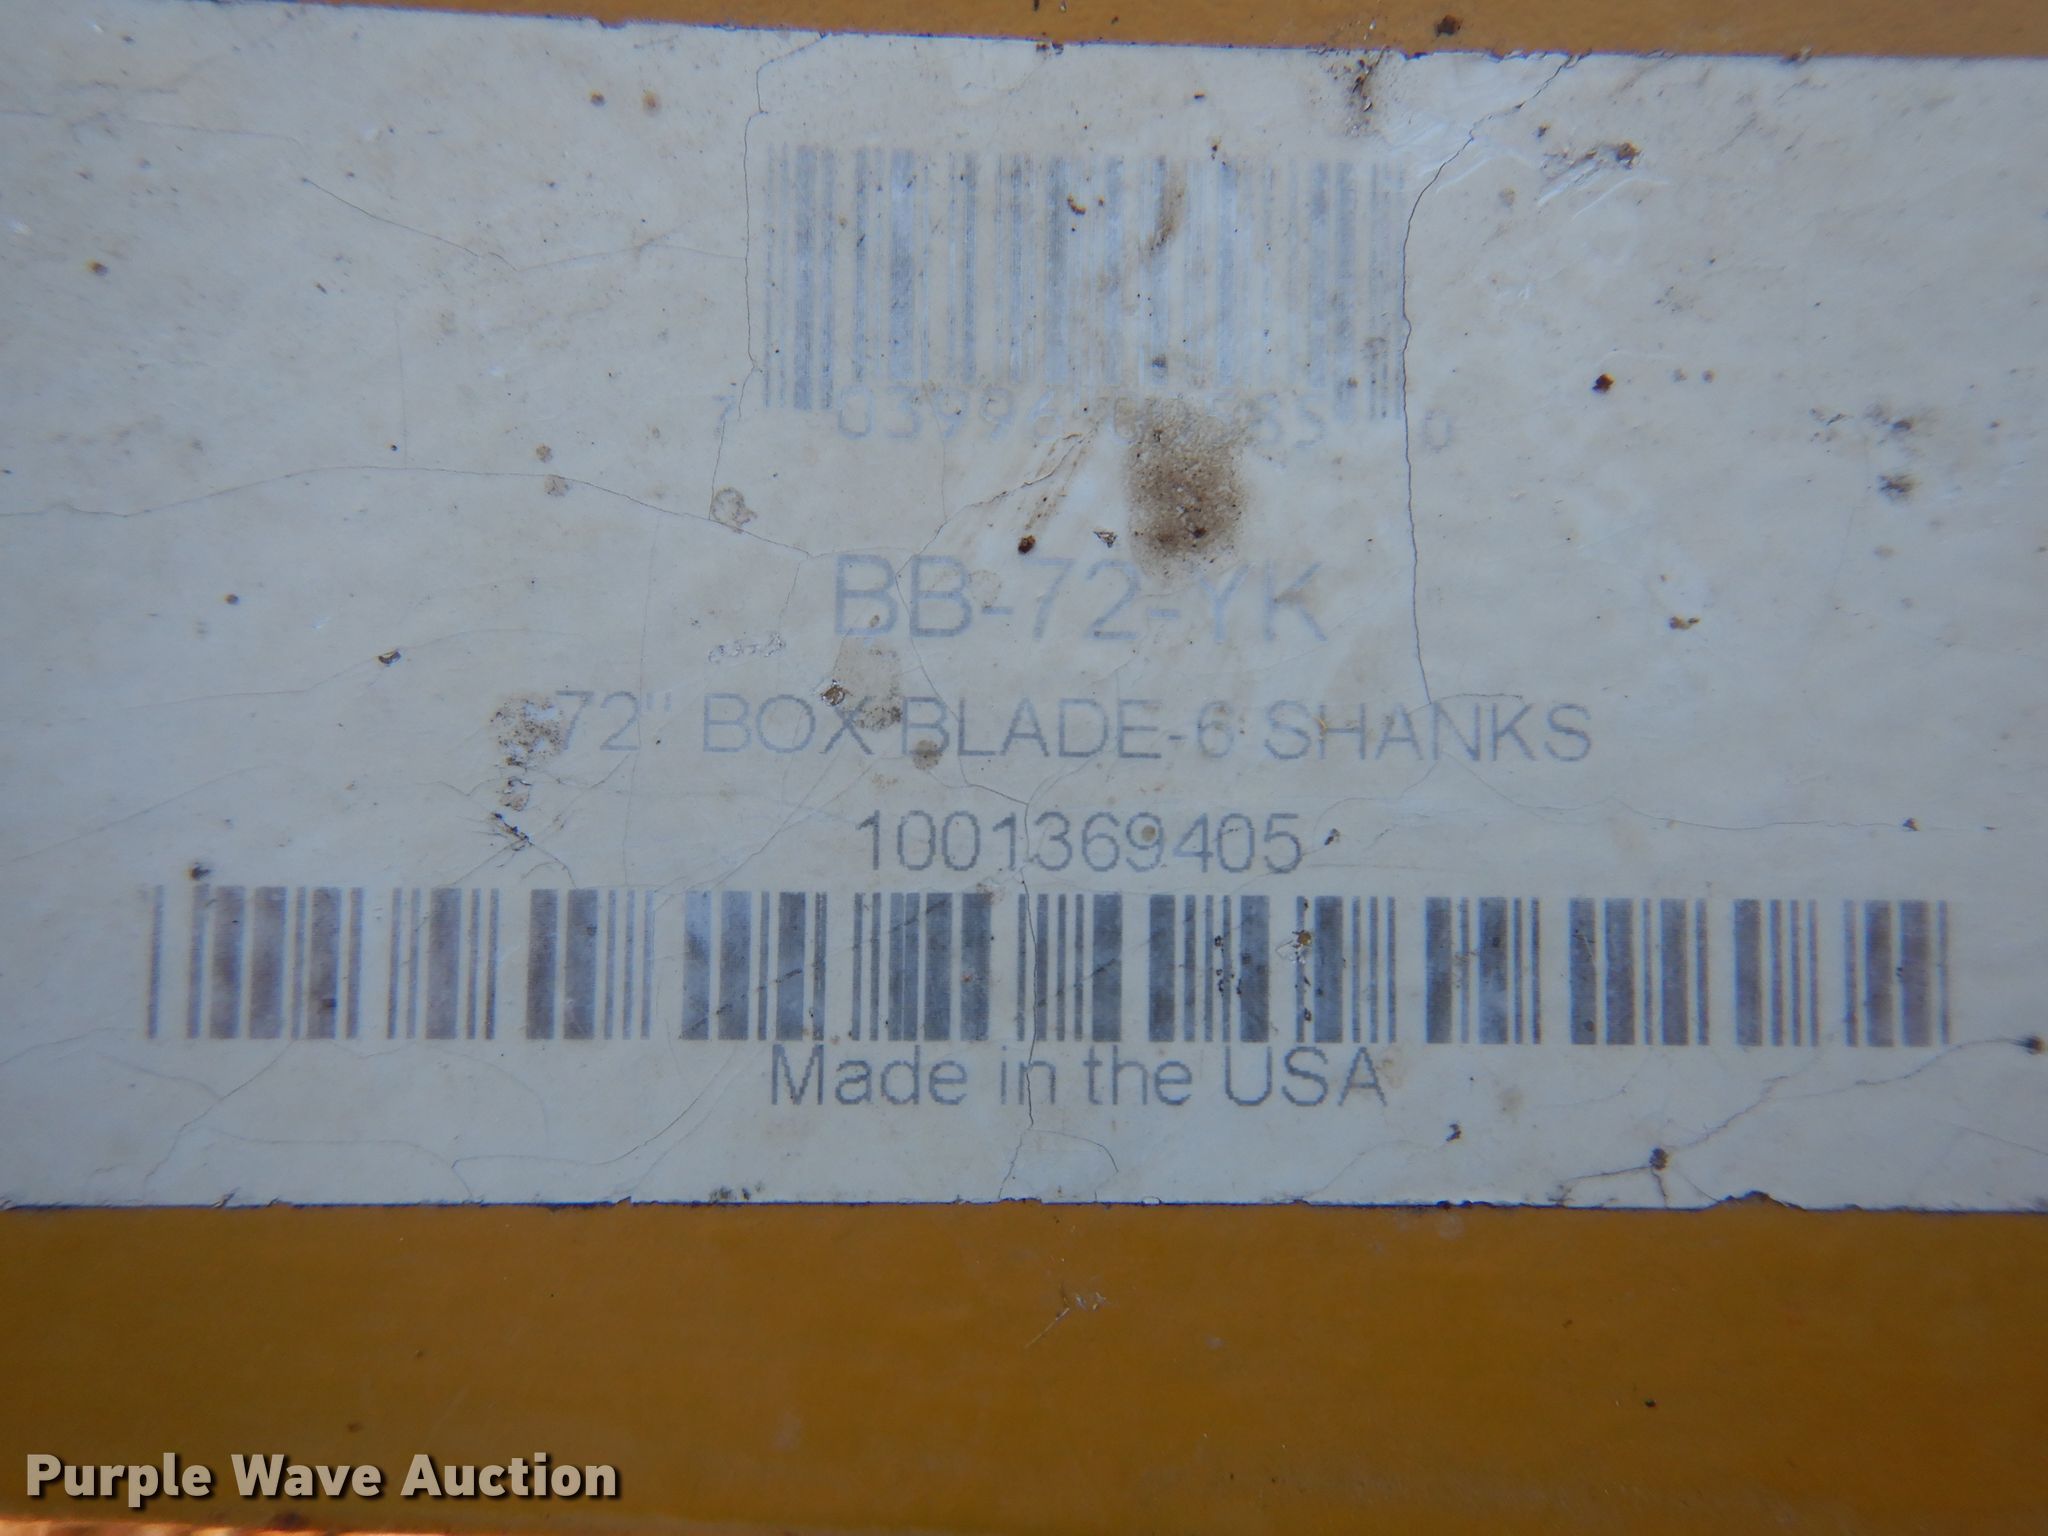 BB-72-YK
72" BOX BLADE-6 SHANKS
1001369405
Made in the USA
Purple Wave Auction